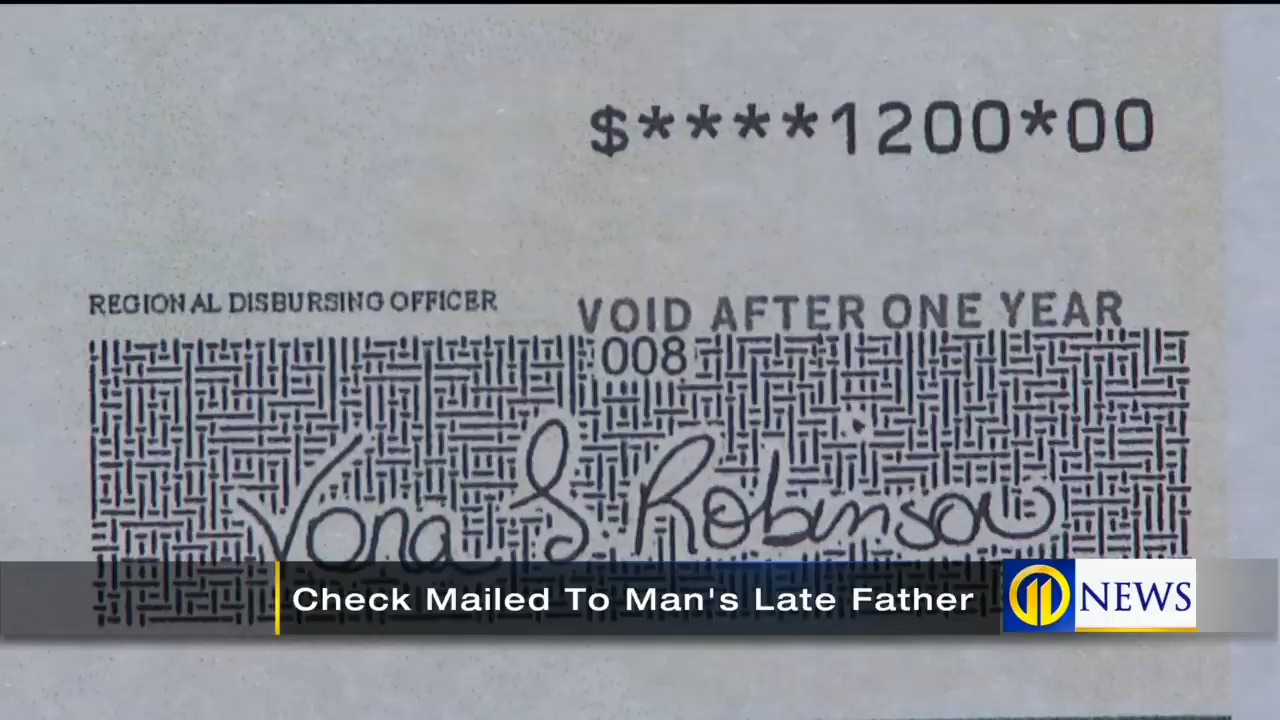 $****1200*00
REGIONAL DISBURSING OFFICER
VOID AFTER ONE YEAR
008
Vona S. Robinson
Check Mailed To Man's Late Father
11 NEWS